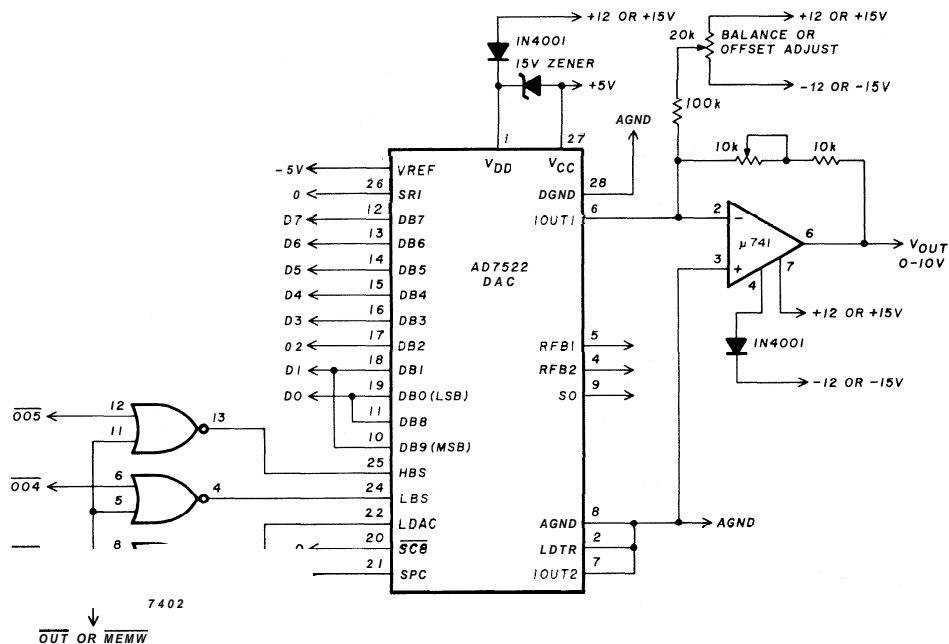 +12 OR +15V
+12 OR +15V
1N4001
20k
BALANCE OR
OFFSET ADJUST
15V ZENER
+5V
-12 OR -15V
100k
AGND
1
27
10k
10k
-5V
VREF
VDD
VCC
DGND
28
0
26
SRI
D7
12
DB7
IOUT1
6
2
-
D6
13
DB6
μ741
6
VOUT
0-10V
D5
14
DB5
AD7522
DAC
3
+
4
7
D4
15
DB4
D3
16
DB3
+12 OR +15V
02
17
DB2
RFB1
5
1N4001
D1
18
DB1
RFB2
4
-12 OR -15V
D0
19
DB0 (LSB)
SO
9
11
DB8
005
12
11
13
10
DB9 (MSB)
25
HBS
004
6
5
4
24
LBS
22
LDAC
AGND
8
AGND
8
20
SC8
LDTR
2
21
SPC
IOUT2
7
7402
OUT OR MEMW